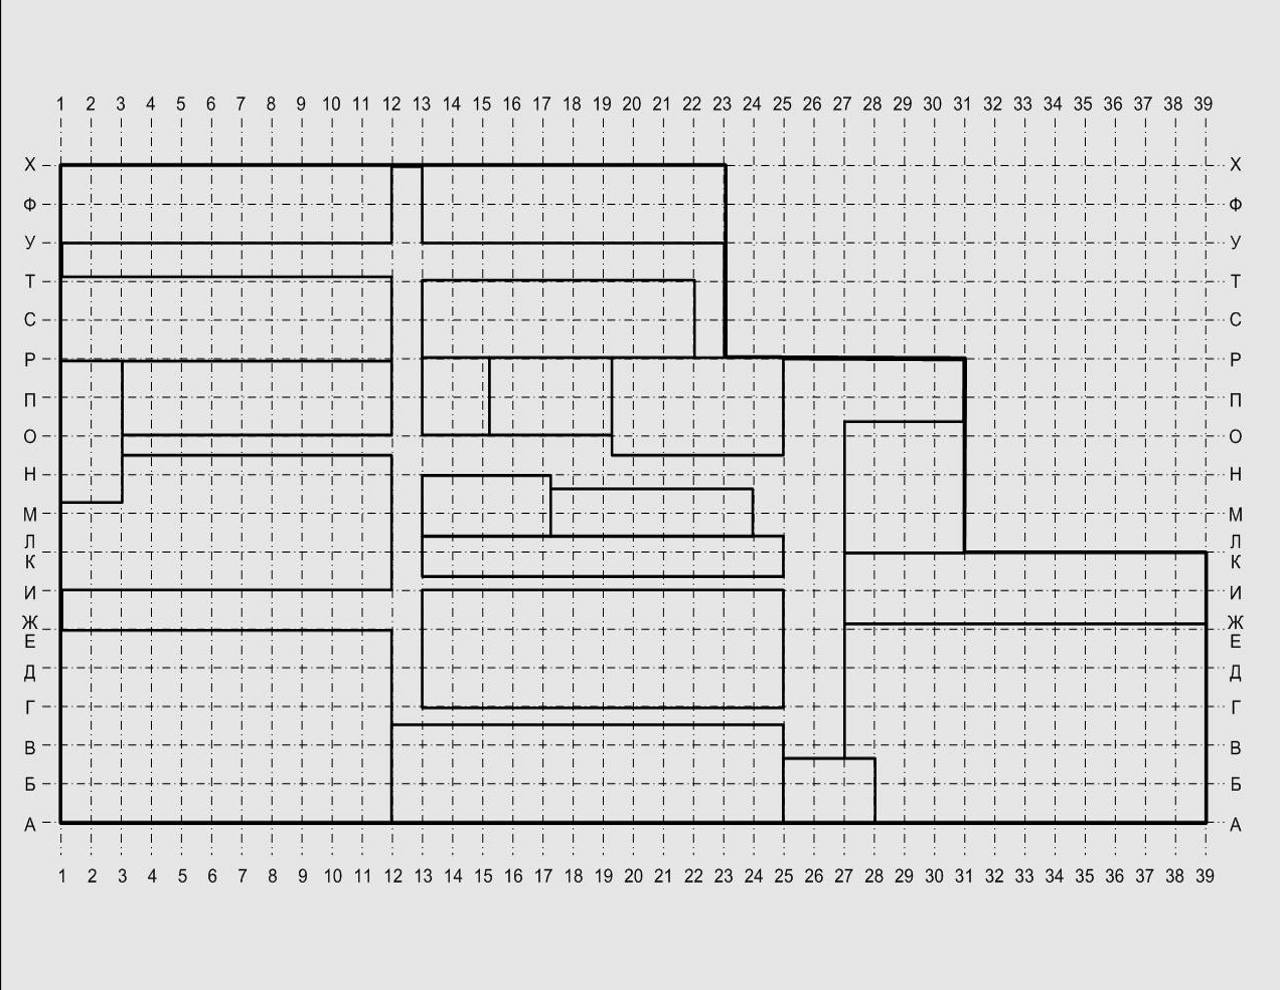 1 2 3 4 5 6 7 8 9 10 11 12 13 14 15 16 17 18 19 20 21 22 23 24 25 26 27 28 29 30 31 32 33 34 35 36 37 38 39
Х Х
Ф Ф
У У
Т Т
С С
Р Р
П П
О О
Н Н
М М
Л Л
К К
И И
Ж Ж
Е Е
Д Д
Г Г
В В
Б Б
А А
1 2 3 4 5 6 7 8 9 10 11 12 13 14 15 16 17 18 19 20 21 22 23 24 25 26 27 28 29 30 31 32 33 34 35 36 37 38 39